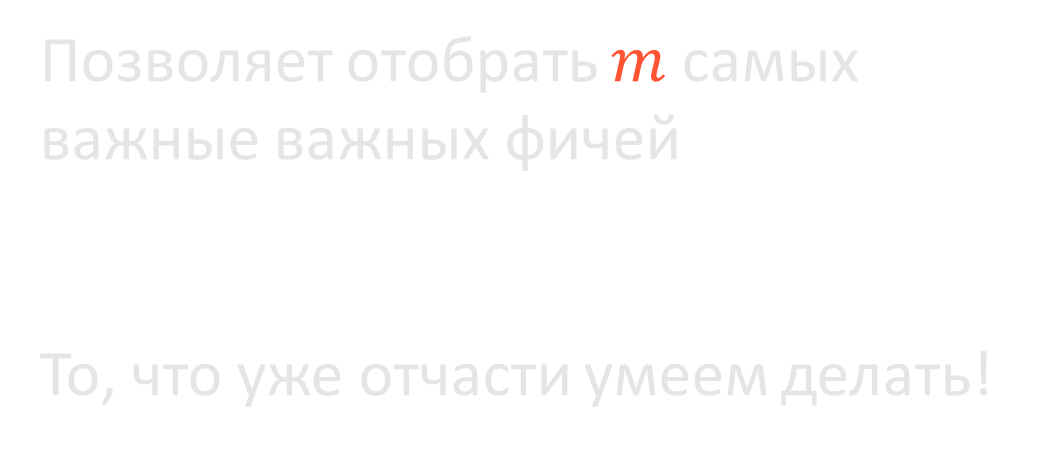 Позволяет отобрать m самых
важные важных фичей
То, что уже отчасти умеем делать!